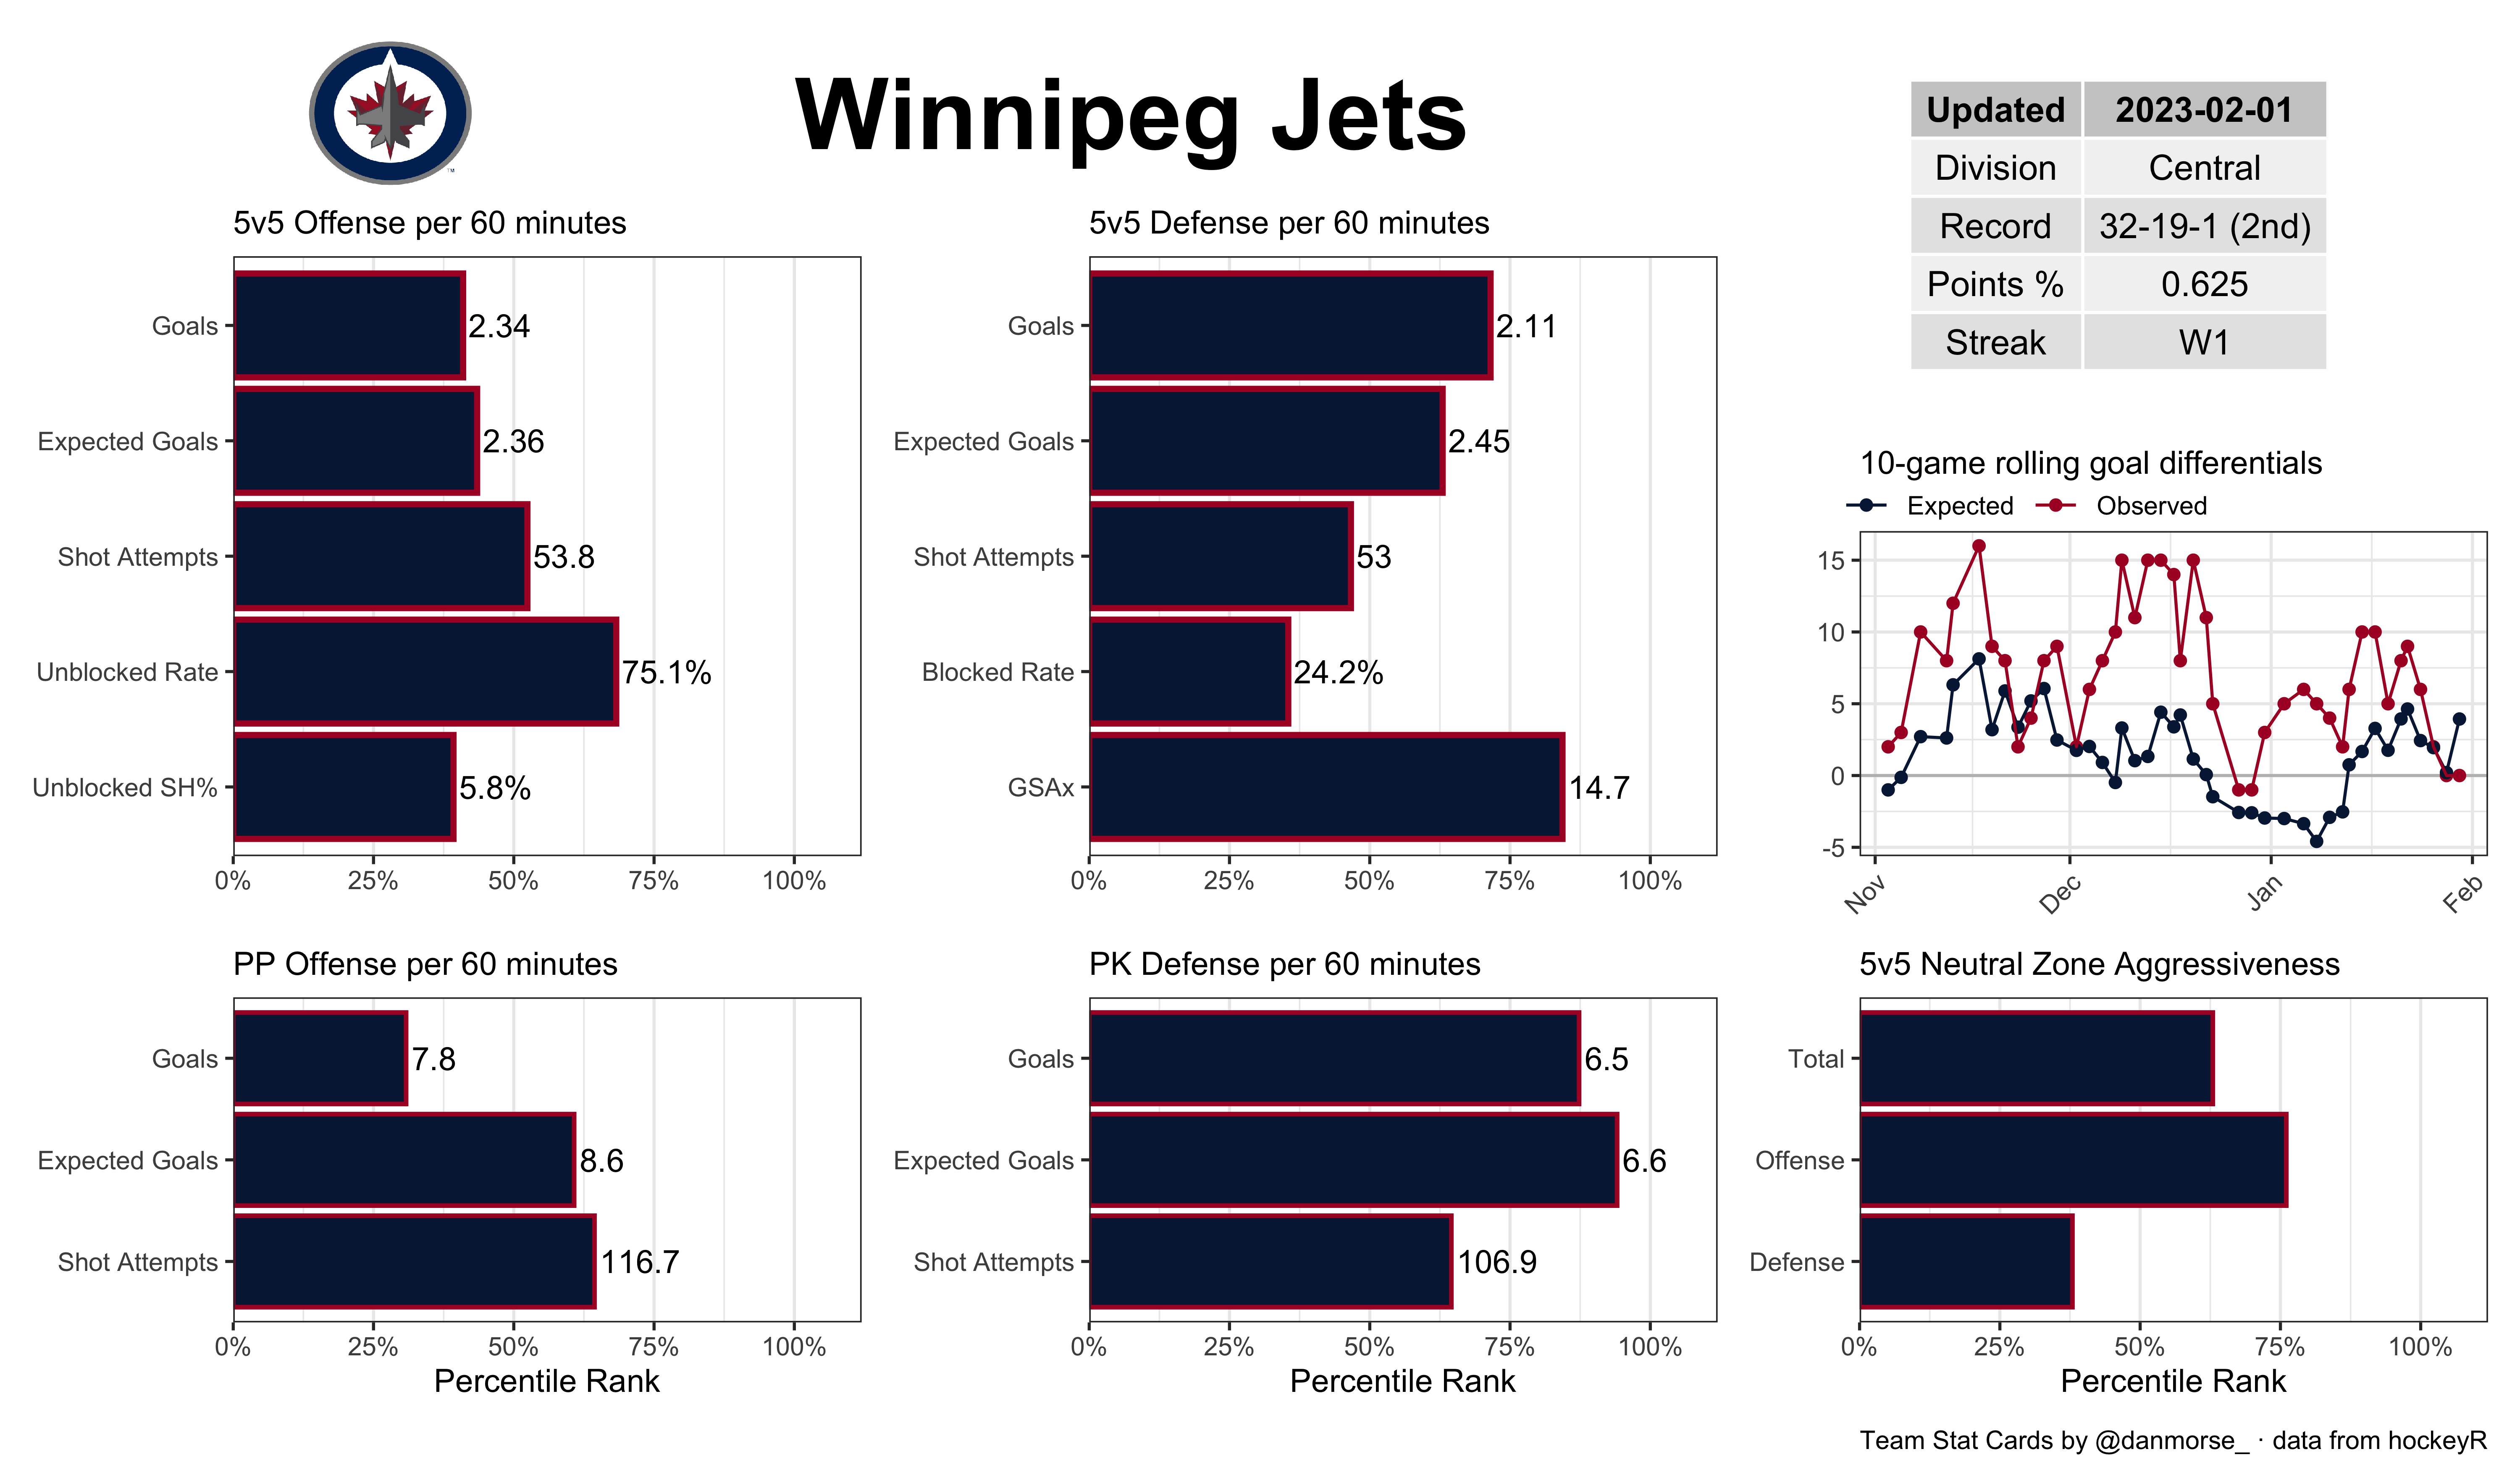 Winnipeg Jets
Updated 2023-02-01
Division Central
Record 32-19-1 (2nd)
Points % 0.625
Streak W1
5v5 Offense per 60 minutes
Goals 2.34
Expected Goals 2.36
Shot Attempts 53.8
Unblocked Rate 75.1%
Unblocked SH% 5.8%
0% 25% 50% 75% 100%
5v5 Defense per 60 minutes
Goals 2.11
Expected Goals 2.45
Shot Attempts 53
Blocked Rate 24.2%
GSAx 14.7
0% 25% 50% 75% 100%
10-game rolling goal differentials
Expected Observed
15
10
5
0
-5
Nov Dec Jan Feb
PP Offense per 60 minutes
Goals 7.8
Expected Goals 8.6
Shot Attempts 116.7
0% 25% 50% 75% 100%
Percentile Rank
PK Defense per 60 minutes
Goals 6.5
Expected Goals 6.6
Shot Attempts 106.9
0% 25% 50% 75% 100%
Percentile Rank
5v5 Neutral Zone Aggressiveness
Total
Offense
Defense
0% 25% 50% 75% 100%
Percentile Rank
Team Stat Cards by @danmorse_ · data from hockeyR